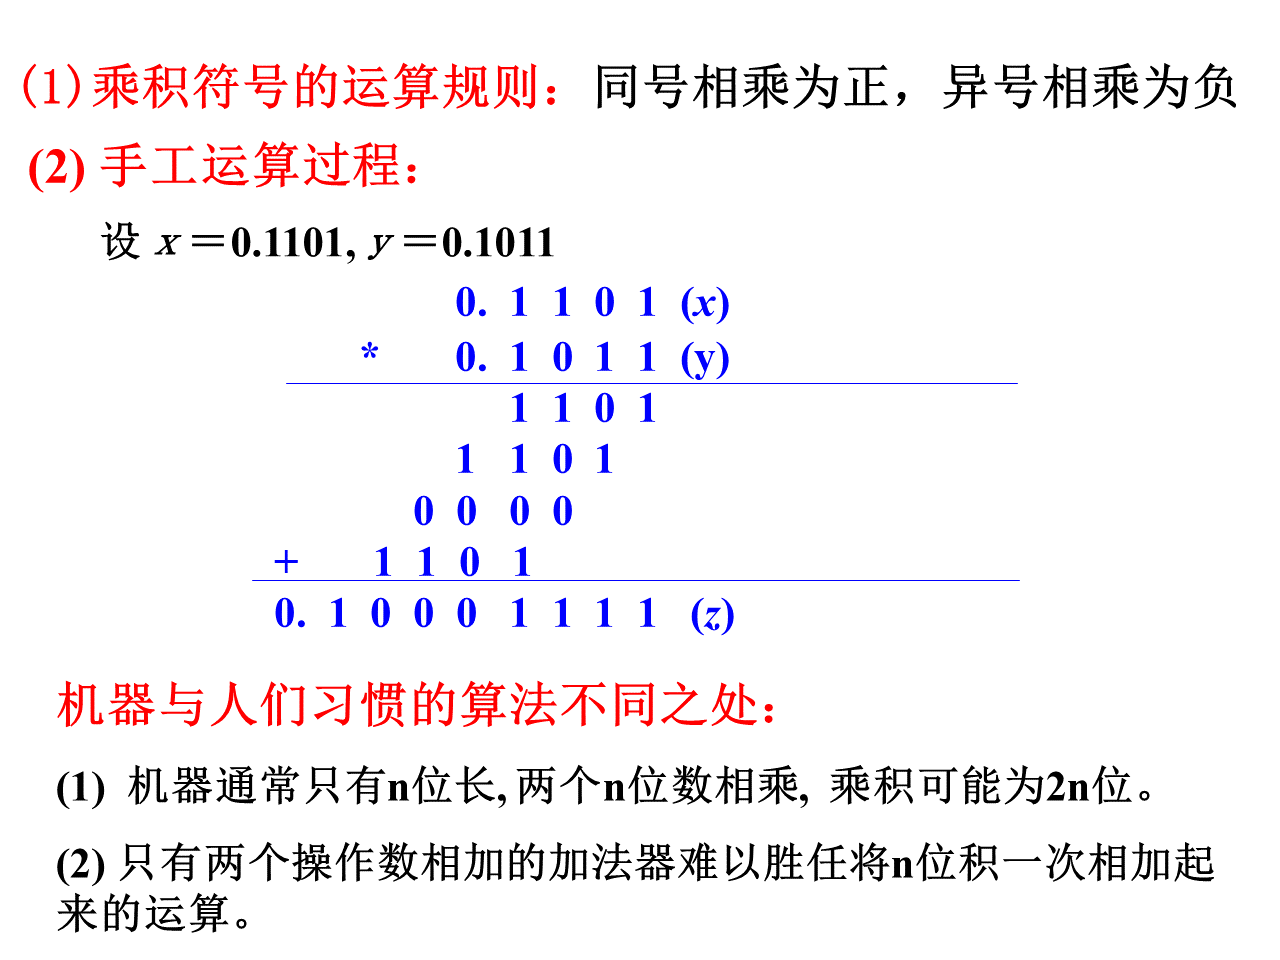 (1)乘积符号的运算规则：同号相乘为正，异号相乘为负
(2) 手工运算过程：
设 x＝0.1101, y＝0.1011
0. 1 1 0 1 (x)
* 0. 1 0 1 1 (y)
1 1 0 1
1 1 0 1
0 0 0 0
+ 1 1 0 1
0. 1 0 0 0 1 1 1 1 (z)
机器与人们习惯的算法不同之处：
(1) 机器通常只有n位长, 两个n位数相乘, 乘积可能为2n位。
(2) 只有两个操作数相加的加法器难以胜任将n位积一次相加起
来的运算。